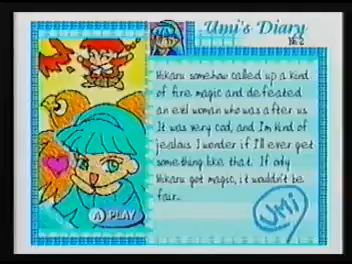 Umi's Diary
No.2
Hikaru somehow called up a kind
of fire magic and defeated
an evil woman who was after us.
It was very cool, and I'm kind of
jealous. I wonder if I'll ever get
something like that. If only
Hikaru got magic, it wouldn't be
fair.
A PLAY
Umi